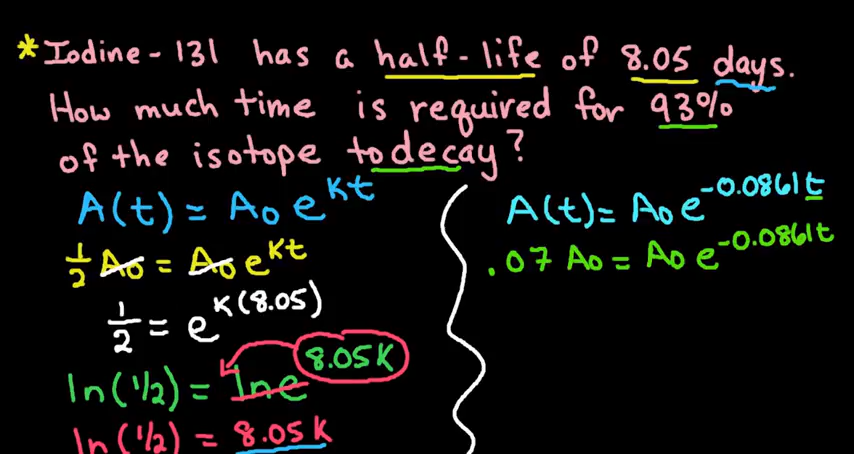 *Iodine-131 has a half-life of 8.05 days.
How much time is required for 93%
of the isotope to decay?
A(t) = A₀ e^Kt
½ A₀ = A₀ e^Kt
½ = e^K(8.05)
ln(1/2) = ln e^8.05K
ln(1/2) = 8.05K
A(t) = A₀ e^-0.0861t
.07 A₀ = A₀ e^-0.0861t